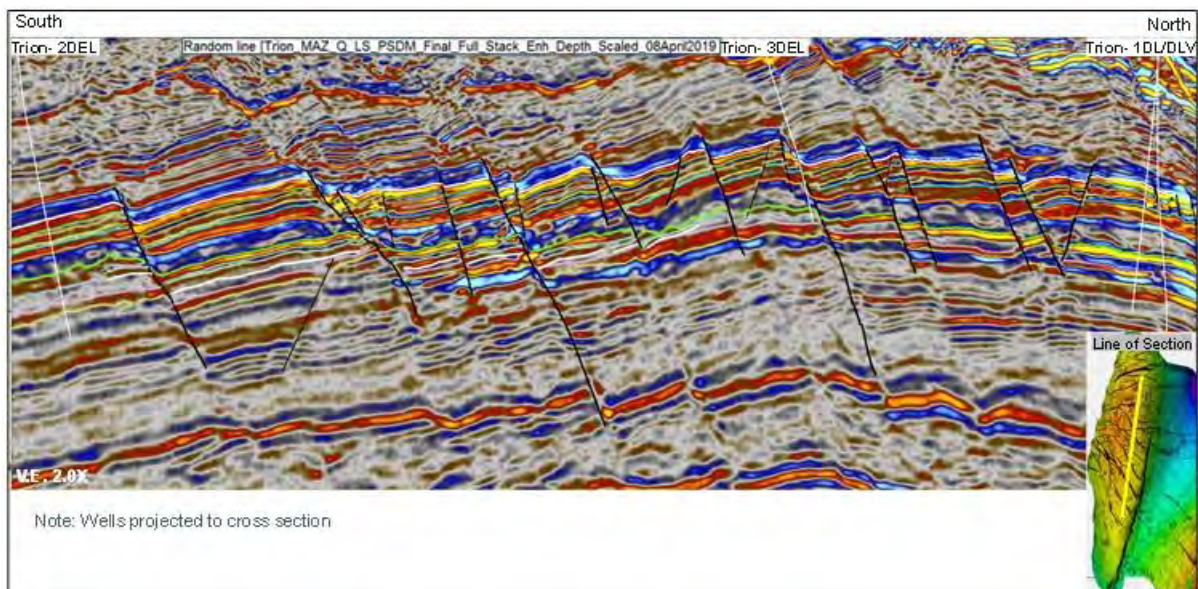 South
North
Trion- 2DEL
Random line [Trion_MAZ_Q_LS_PSDM_Final_Full_Stack_Enh_Depth_Scaled_08April2019
Trion- 3DEL
Trion- 1DL/DLV
Line of Section
V.E . 2.0X
Note: Wells projected to cross section